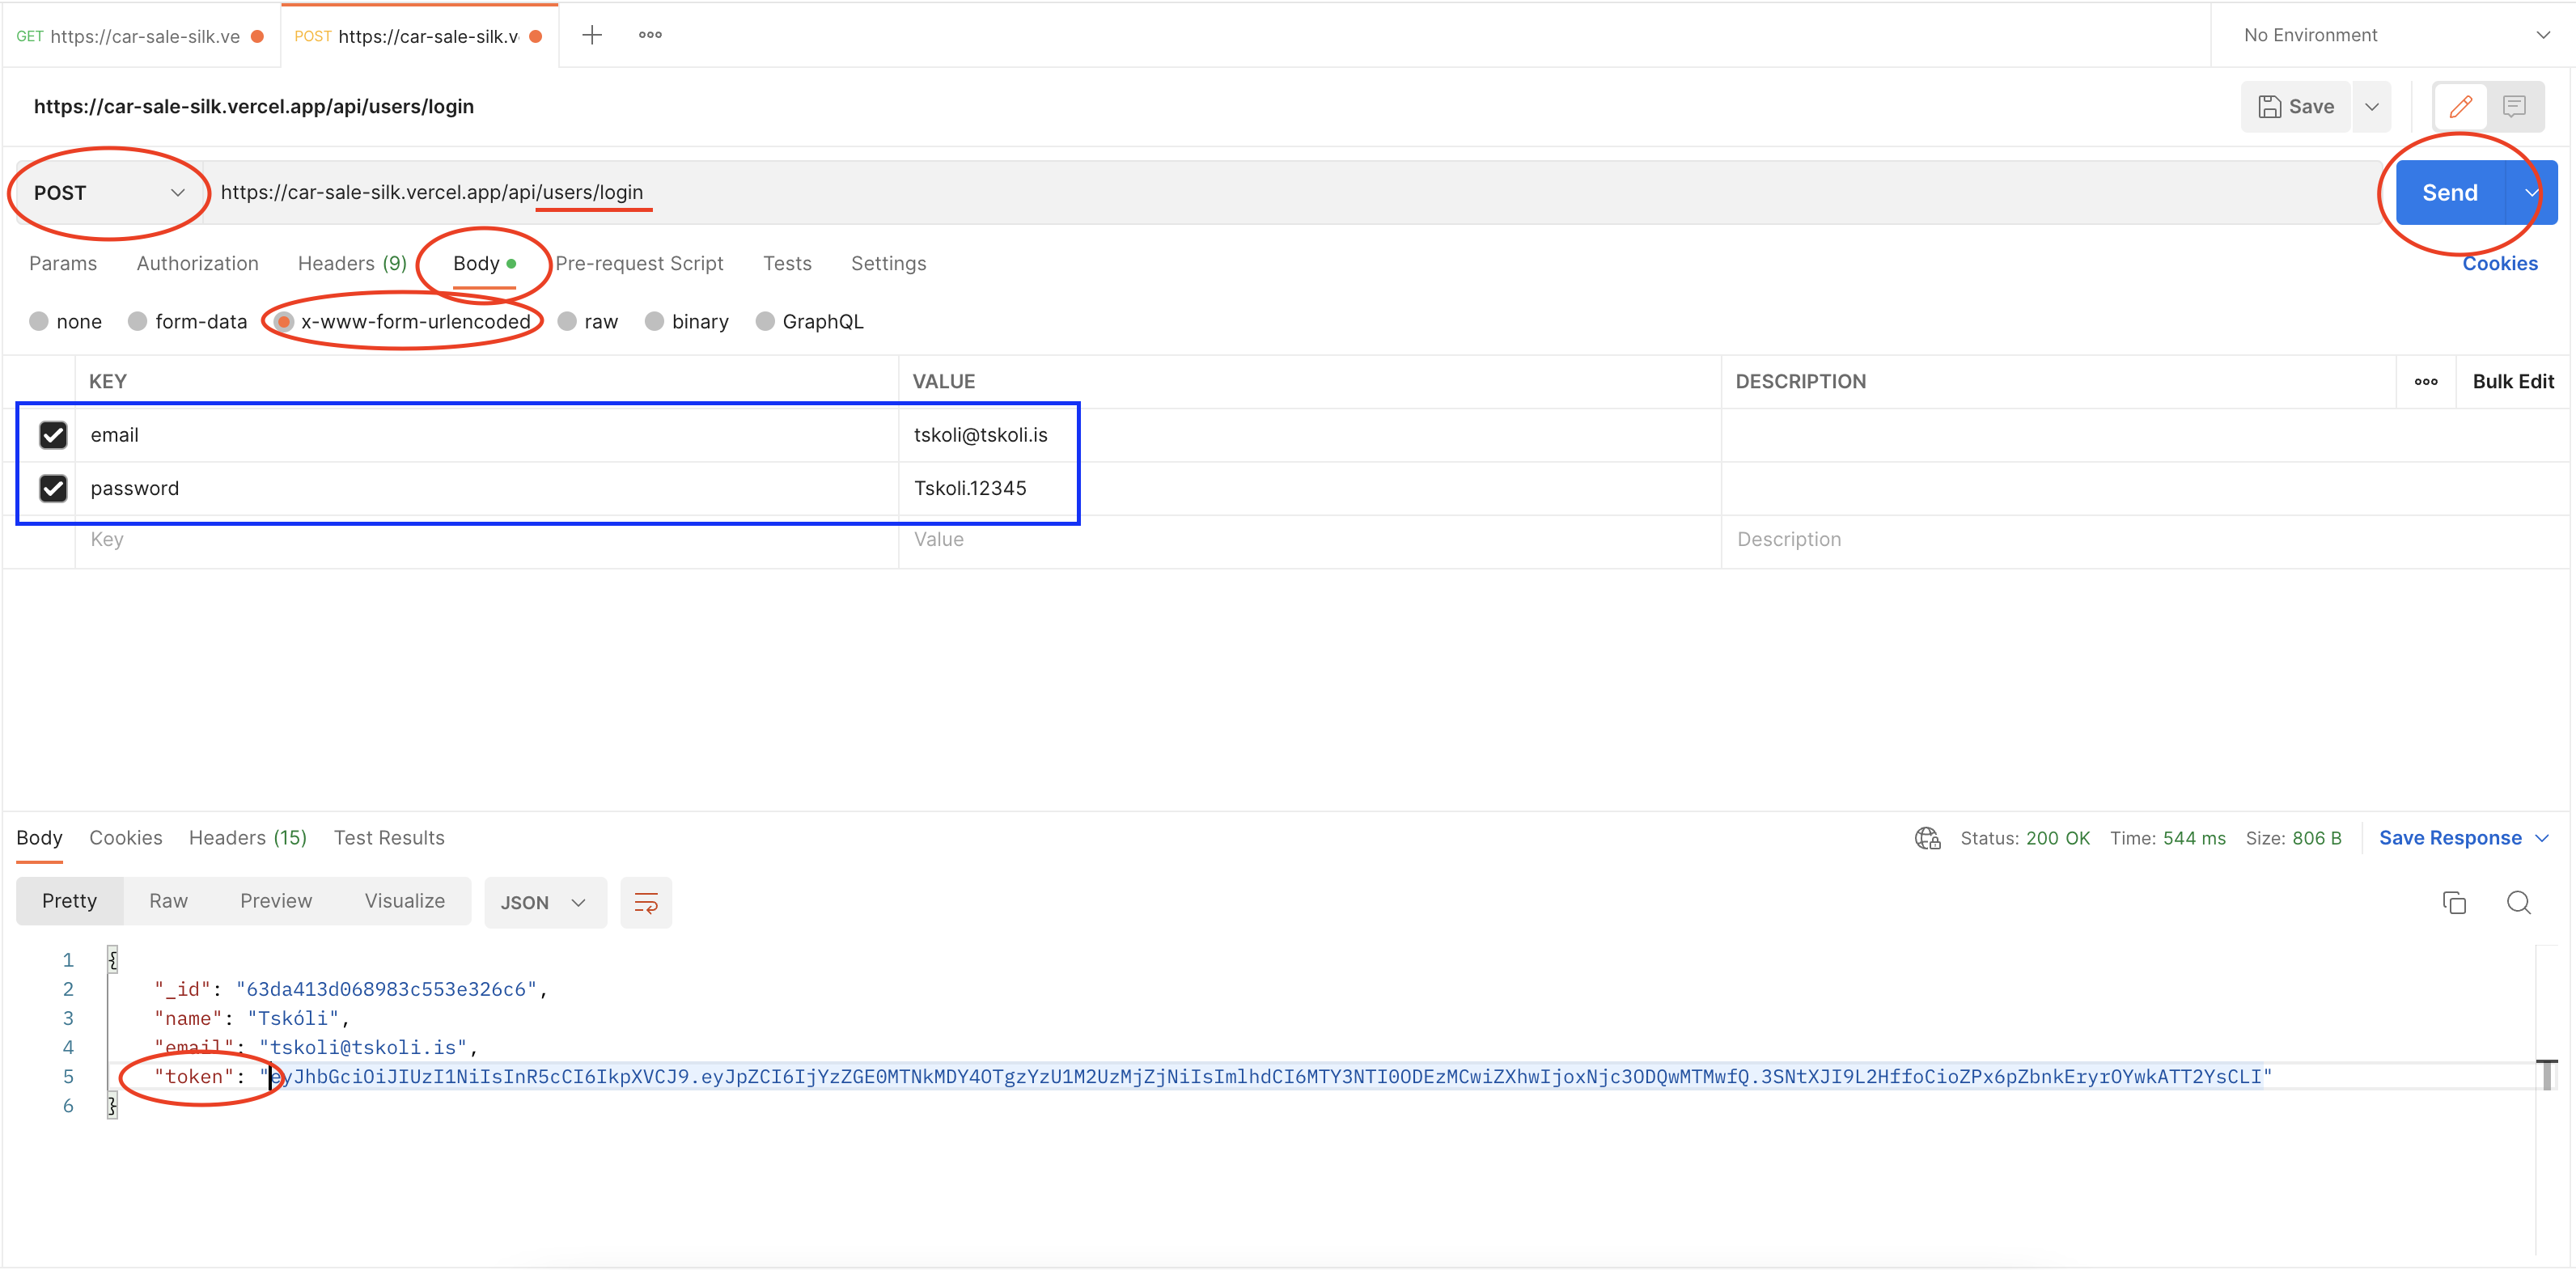 GET https://car-sale-silk.ve
POST https://car-sale-silk.v
No Environment
https://car-sale-silk.vercel.app/api/users/login
Save
POST
https://car-sale-silk.vercel.app/api/users/login
Send
Params Authorization Headers (9) Body Pre-request Script Tests Settings
Cookies
none form-data x-www-form-urlencoded raw binary GraphQL
KEY VALUE DESCRIPTION Bulk Edit
email tskoli@tskoli.is
password Tskoli.12345
Key Value Description
Body Cookies Headers (15) Test Results
Status: 200 OK Time: 544 ms Size: 806 B Save Response
Pretty Raw Preview Visualize JSON
1 {
2 "_id": "63da413d068983c553e326c6",
3 "name": "Tskóli",
4 "email": "tskoli@tskoli.is",
5 "token": "eyJhbGciOiJIUzI1NiIsInR5cCI6IkpXVCJ9.eyJpZCI6IjYzZGE0MTNkMDY4OTgzYzU1M2UzMjZjNiIsImlhdCI6MTY3NTI0ODEzMCwiZXhwIjoxNjc3ODQwMTMwfQ.3SNtXJI9L2HffoCioZPx6pZbnkEryrOYwkATT2YsCLI"
6 }